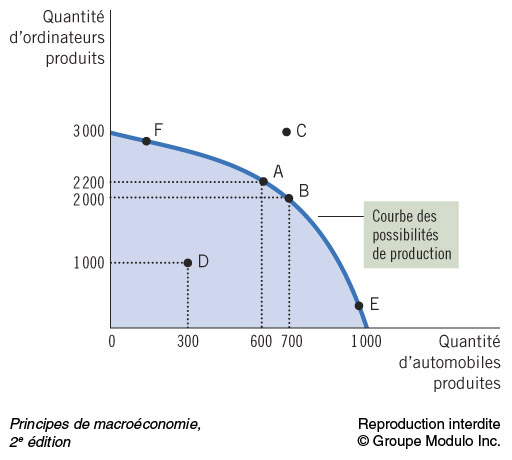 Quantité
d’ordinateurs
produits
3 000
F
C
A
2 200
2 000
B
Courbe des
possibilités
de production
1 000
D
E
0
300
600
700
1 000
Quantité
d’automobiles
produites
Principes de macroéconomie,
2e édition
Reproduction interdite
© Groupe Modulo Inc.